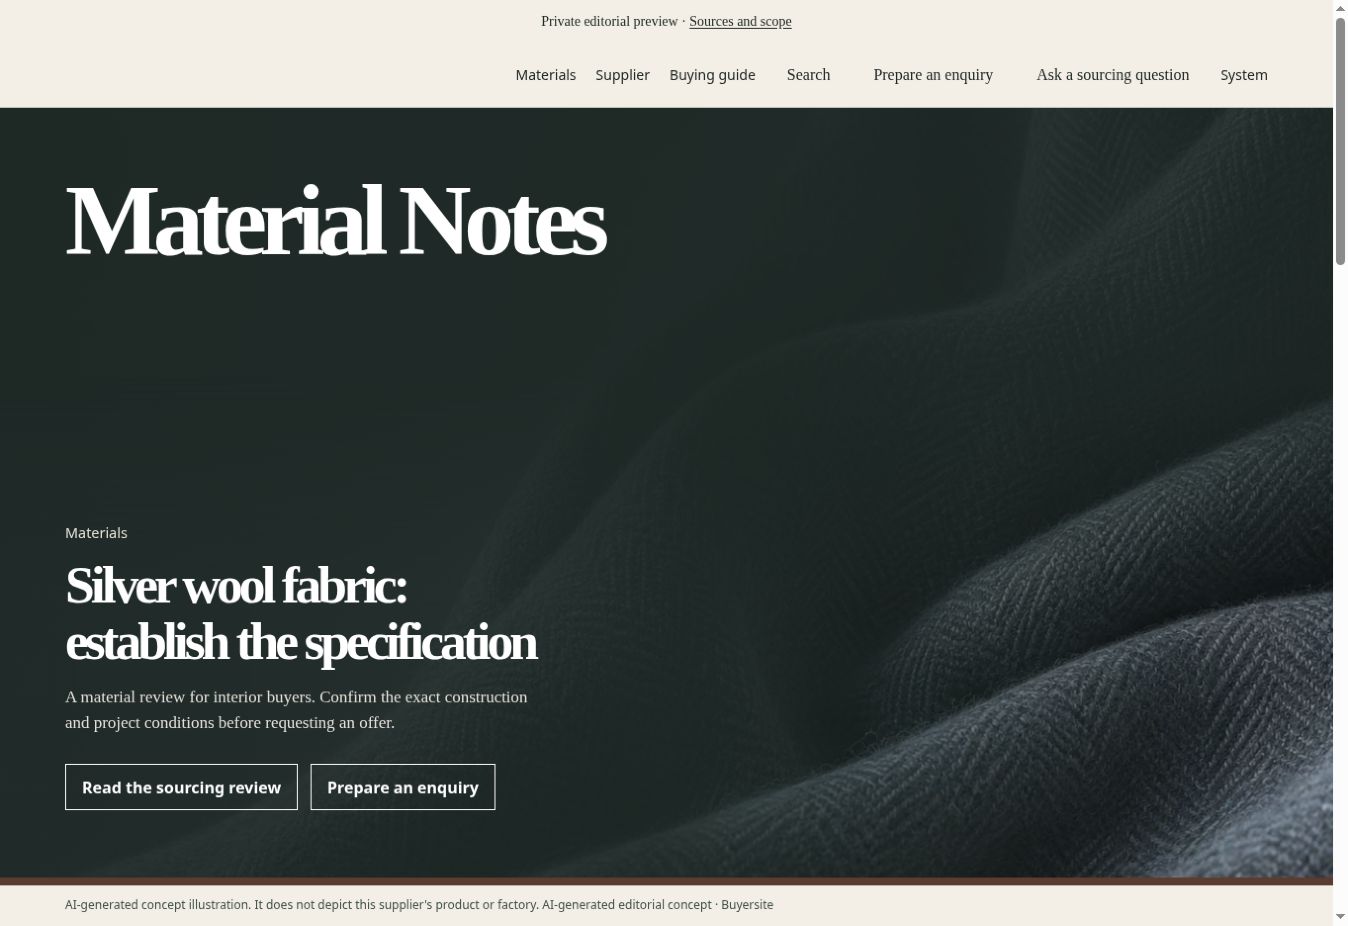 Private editorial preview · Sources and scope
Materials Supplier Buying guide Search Prepare an enquiry Ask a sourcing question System
Material Notes
Materials
Silver wool fabric:
establish the specification
A material review for interior buyers. Confirm the exact construction
and project conditions before requesting an offer.
Read the sourcing review Prepare an enquiry
AI-generated concept illustration. It does not depict this supplier's product or factory. AI-generated editorial concept · Buyersite